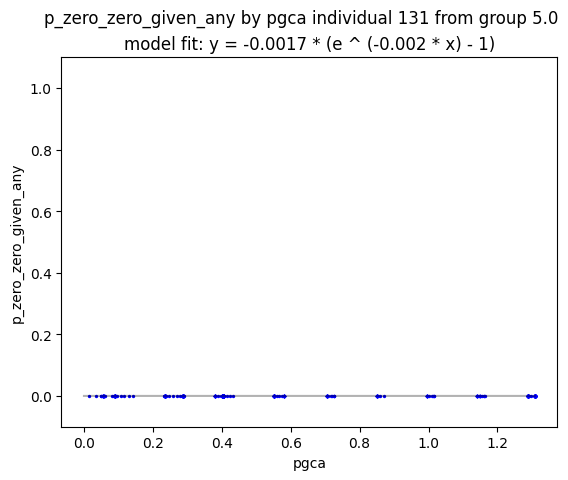 p_zero_zero_given_any by pgca individual 131 from group 5.0
model fit: y = -0.0017 * (e ^ (-0.002 * x) - 1)
1.0
0.8
0.6
0.4
0.2
0.0
p_zero_zero_given_any
0.0 0.2 0.4 0.6 0.8 1.0 1.2
pgca